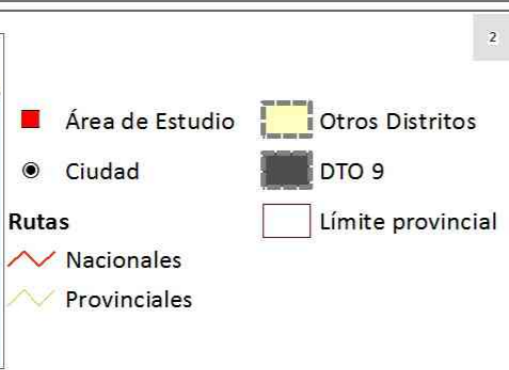 2
Área de Estudio
Ciudad
Rutas
Nacionales
Provinciales
Otros Distritos
DTO 9
Límite provincial